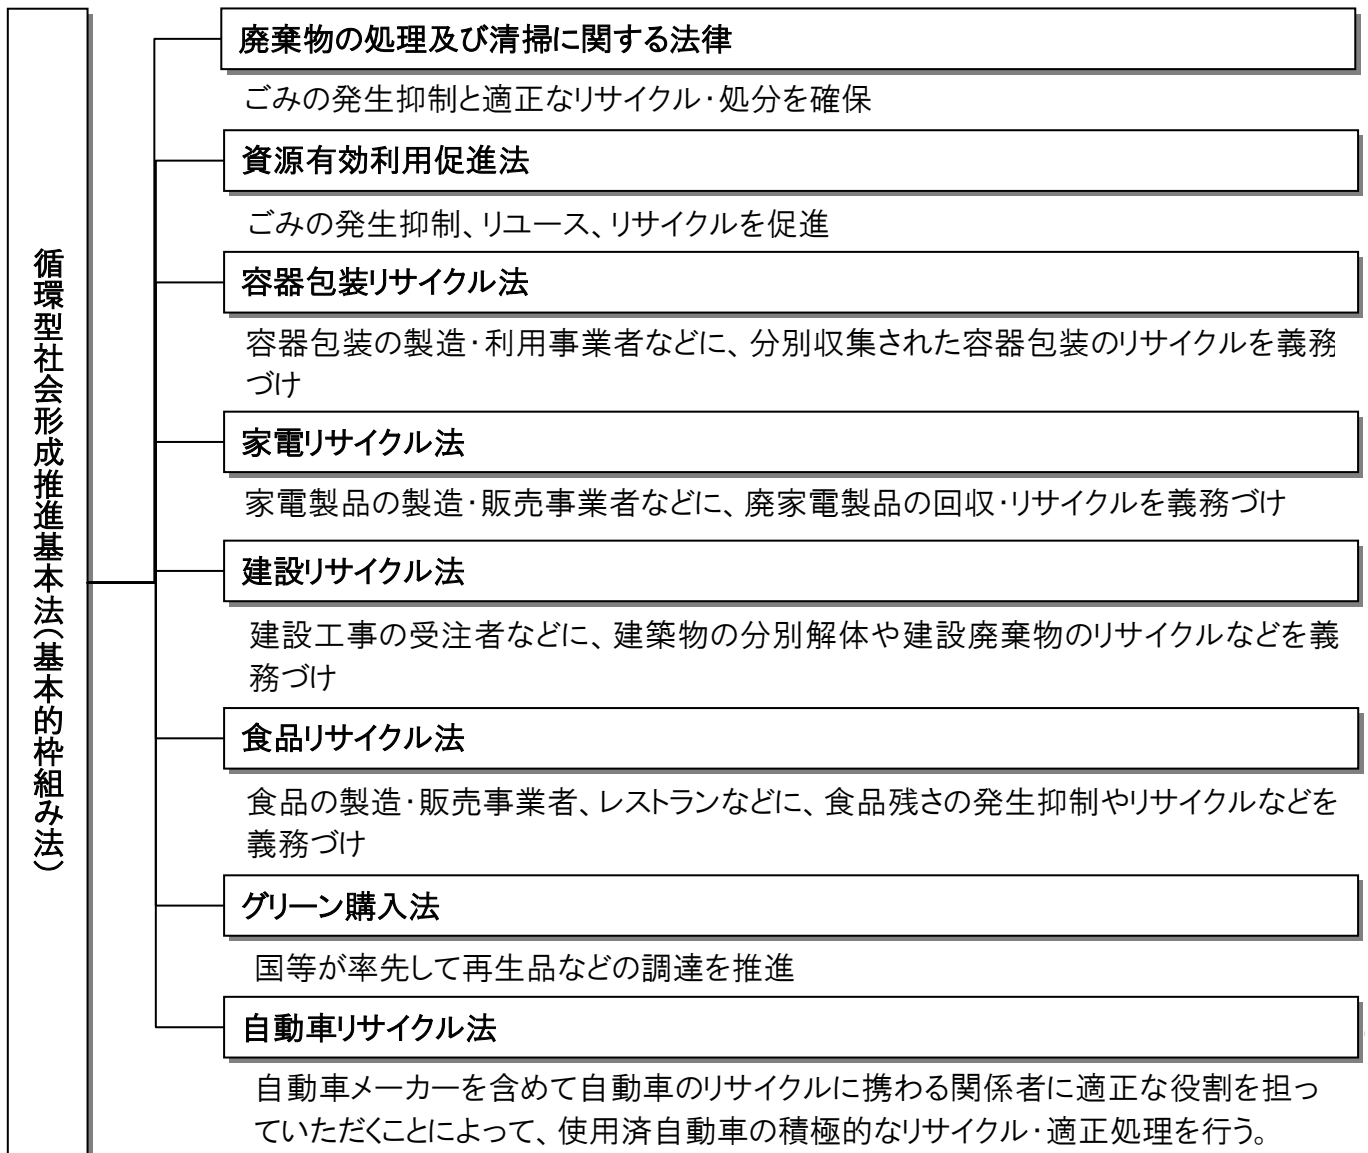 循環型社会形成推進基本法（基本的枠組み法）
廃棄物の処理及び清掃に関する法律
ごみの発生抑制と適正なリサイクル・処分を確保
資源有効利用促進法
ごみの発生抑制、リユース、リサイクルを促進
容器包装リサイクル法
容器包装の製造・利用事業者などに、分別収集された容器包装のリサイクルを義務
づけ
家電リサイクル法
家電製品の製造・販売事業者などに、廃家電製品の回収・リサイクルを義務づけ
建設リサイクル法
建設工事の受注者などに、建築物の分別解体や建設廃棄物のリサイクルなどを義
務づけ
食品リサイクル法
食品の製造・販売事業者、レストランなどに、食品残さの発生抑制やリサイクルなどを
義務づけ
グリーン購入法
国等が率先して再生品などの調達を推進
自動車リサイクル法
自動車メーカーを含めて自動車のリサイクルに携わる関係者に適正な役割を担っ
ていただくことによって、使用済自動車の積極的なリサイクル・適正処理を行う。